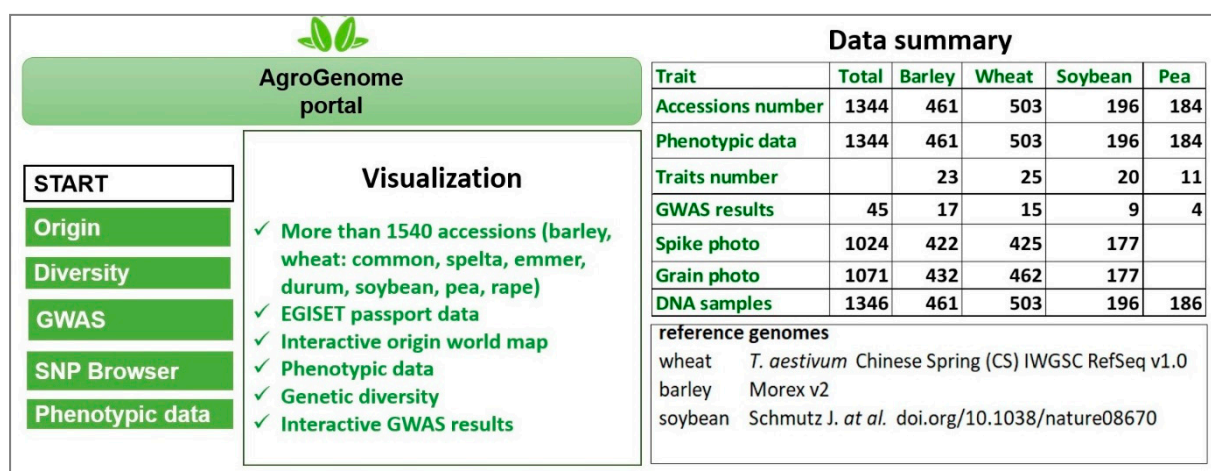 AgroGenome
portal
START
Origin
Diversity
GWAS
SNP Browser
Phenotypic data
Visualization
✓ More than 1540 accessions (barley,
wheat: common, spelta, emmer,
durum, soybean, pea, rape)
✓ EGISET passport data
✓ Interactive origin world map
✓ Phenotypic data
✓ Genetic diversity
✓ Interactive GWAS results
Data summary
Trait Total Barley Wheat Soybean Pea
Accessions number 1344 461 503 196 184
Phenotypic data 1344 461 503 196 184
Traits number 23 25 20 11
GWAS results 45 17 15 9 4
Spike photo 1024 422 425 177
Grain photo 1071 432 462 177
DNA samples 1346 461 503 196 186
reference genomes
wheat T. aestivum Chinese Spring (CS) IWGSC RefSeq v1.0
barley Morex v2
soybean Schmutz J. at al. doi.org/10.1038/nature08670